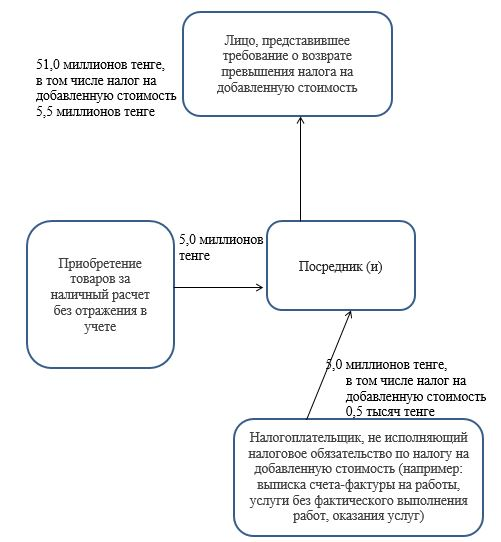 Лицо, представившее
требование о возврате
превышения налога на
добавленную стоимость
51,0 миллионов тенге,
в том числе налог на
добавленную стоимость
5,5 миллионов тенге
Приобретение
товаров за
наличный расчет
без отражения в
учете
5,0 миллионов
тенге
Посредник (и)
5,0 миллионов тенге,
в том числе налог на
добавленную стоимость
0,5 тысяч тенге
Налогоплательщик, не исполняющий
налоговое обязательство по налогу на
добавленную стоимость (например:
выписка счета-фактуры на работы,
услуги без фактического выполнения
работ, оказания услуг)